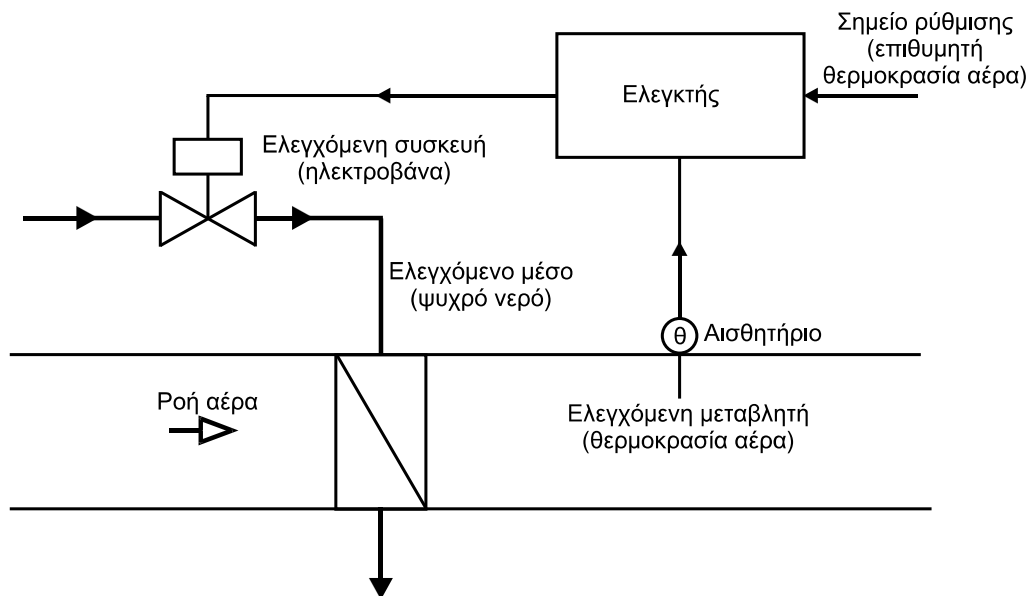 Σημείο ρύθμισης
(επιθυμητή
θερμοκρασία αέρα)
Ελεγκτής
Ελεγχόμενη συσκευή
(ηλεκτροβάνα)
Ελεγχόμενο μέσο
(ψυχρό νερό)
θ
Αισθητήριο
Ροή αέρα
Ελεγχόμενη μεταβλητή
(θερμοκρασία αέρα)